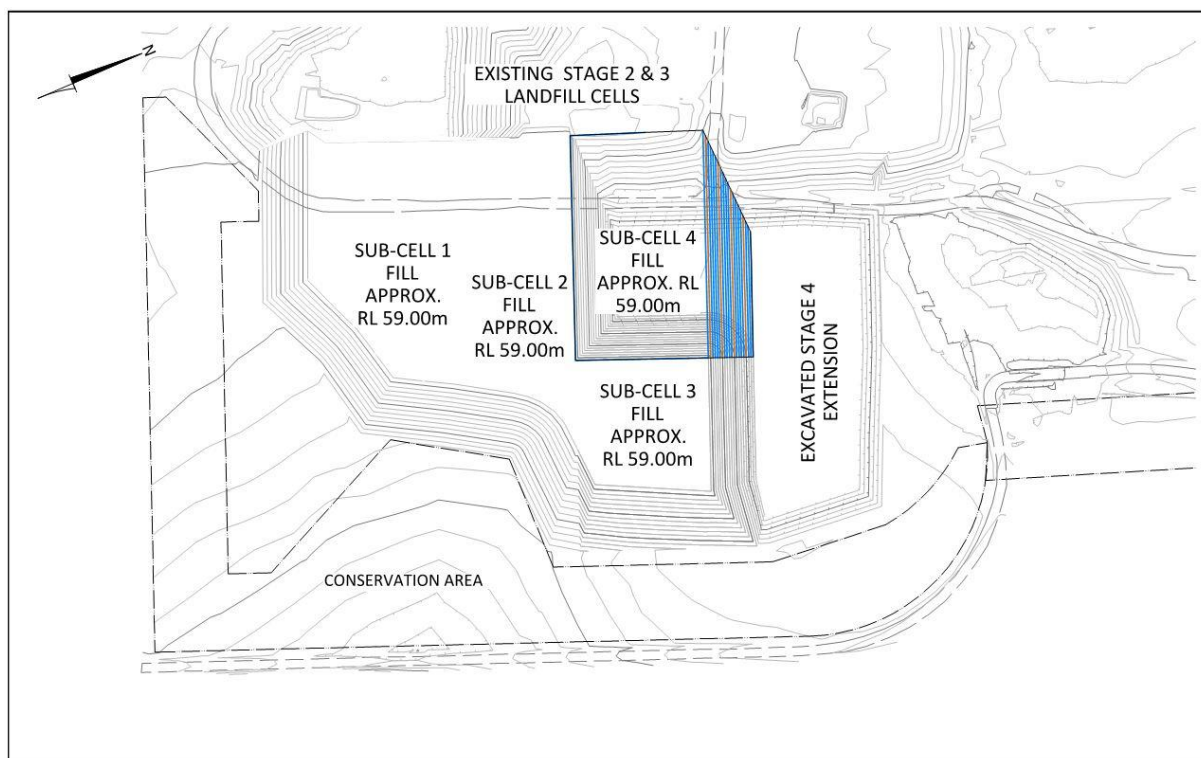 N
EXISTING STAGE 2 & 3
LANDFILL CELLS
SUB-CELL 1
FILL
APPROX.
RL 59.00m
SUB-CELL 2
FILL
APPROX.
RL 59.00m
SUB-CELL 4
FILL
APPROX. RL
59.00m
SUB-CELL 3
FILL
APPROX.
RL 59.00m
EXCAVATED STAGE 4
EXTENSION
CONSERVATION AREA